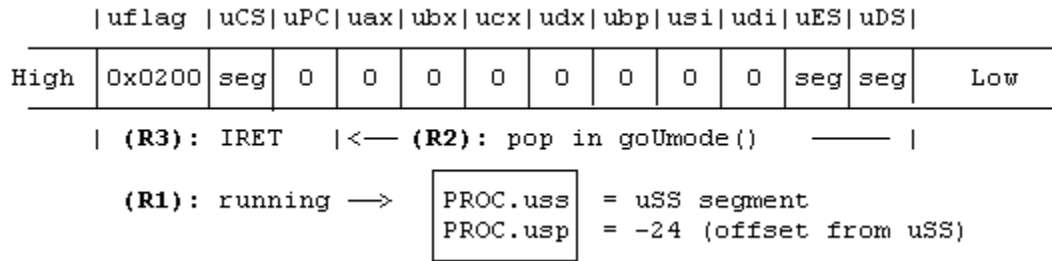 |uflag |uCS|uPC|uax|ubx|ucx|udx|ubp|usi|udi|uES|uDS|
High |0x0200|seg| 0 | 0 | 0 | 0 | 0 | 0 | 0 | 0 |seg|seg| Low
| (R3): IRET |<— (R2): pop in goUmode() —— |
(R1): running —> PROC.uss = uSS segment
PROC.usp = -24 (offset from uSS)